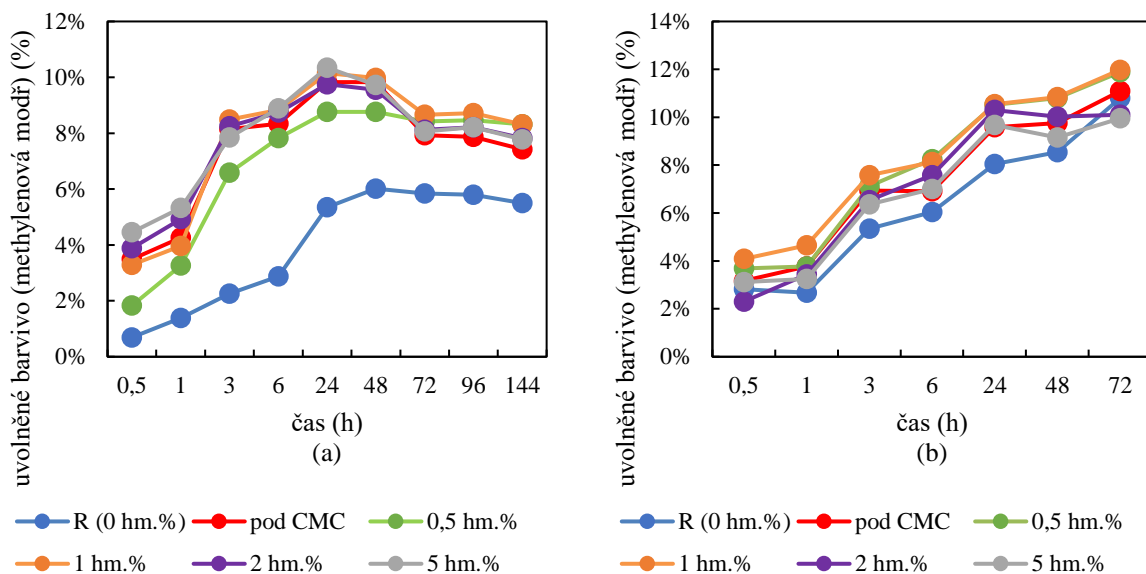 uvolněné barvivo (methylenová modř) (%)
12%
10%
8%
6%
4%
2%
0%
0,5 1 3 6 24 48 72 96 144
čas (h)
(a)
R (0 hm.%) pod CMC 0,5 hm.%
1 hm.% 2 hm.% 5 hm.%
uvolněné barvivo (methylenová modř) (%)
14%
12%
10%
8%
6%
4%
2%
0%
0,5 1 3 6 24 48 72
čas (h)
(b)
R (0 hm.%) pod CMC 0,5 hm.%
1 hm.% 2 hm.% 5 hm.%